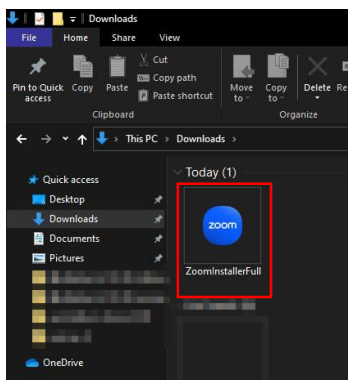 Downloads
File Home Share View
Pin to Quick access
Copy
Paste
Cut
Copy path
Paste shortcut
Move to
Copy to
Delete
Re
Clipboard
Organize
This PC > Downloads >
Quick access
Desktop
Downloads
Documents
Pictures
OneDrive
Today (1)
zoom
ZoomInstallerFull